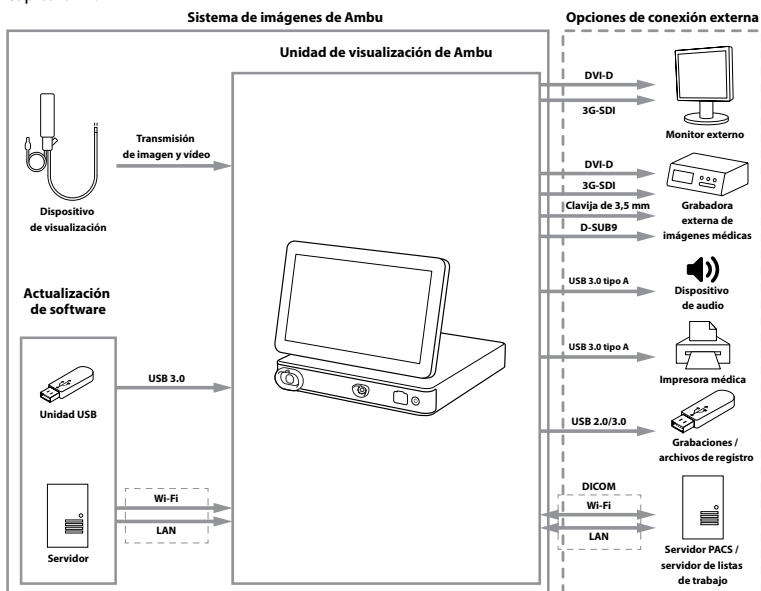 Sistema de imágenes de Ambu
Opciones de conexión externa
Unidad de visualización de Ambu
Transmisión
de imagen y vídeo
Dispositivo
de visualización
Actualización
de software
USB 3.0
Unidad USB
Wi-Fi
LAN
Servidor
DVI-D
3G-SDI
Monitor externo
DVI-D
3G-SDI
Clavija de 3,5 mm
D-SUB9
Grabadora
externa de
imágenes médicas
USB 3.0 tipo A
Dispositivo
de audio
USB 3.0 tipo A
Impresora médica
USB 2.0/3.0
Grabaciones /
archivos de registro
DICOM
Wi-Fi
LAN
Servidor PACS /
servidor de listas
de trabajo